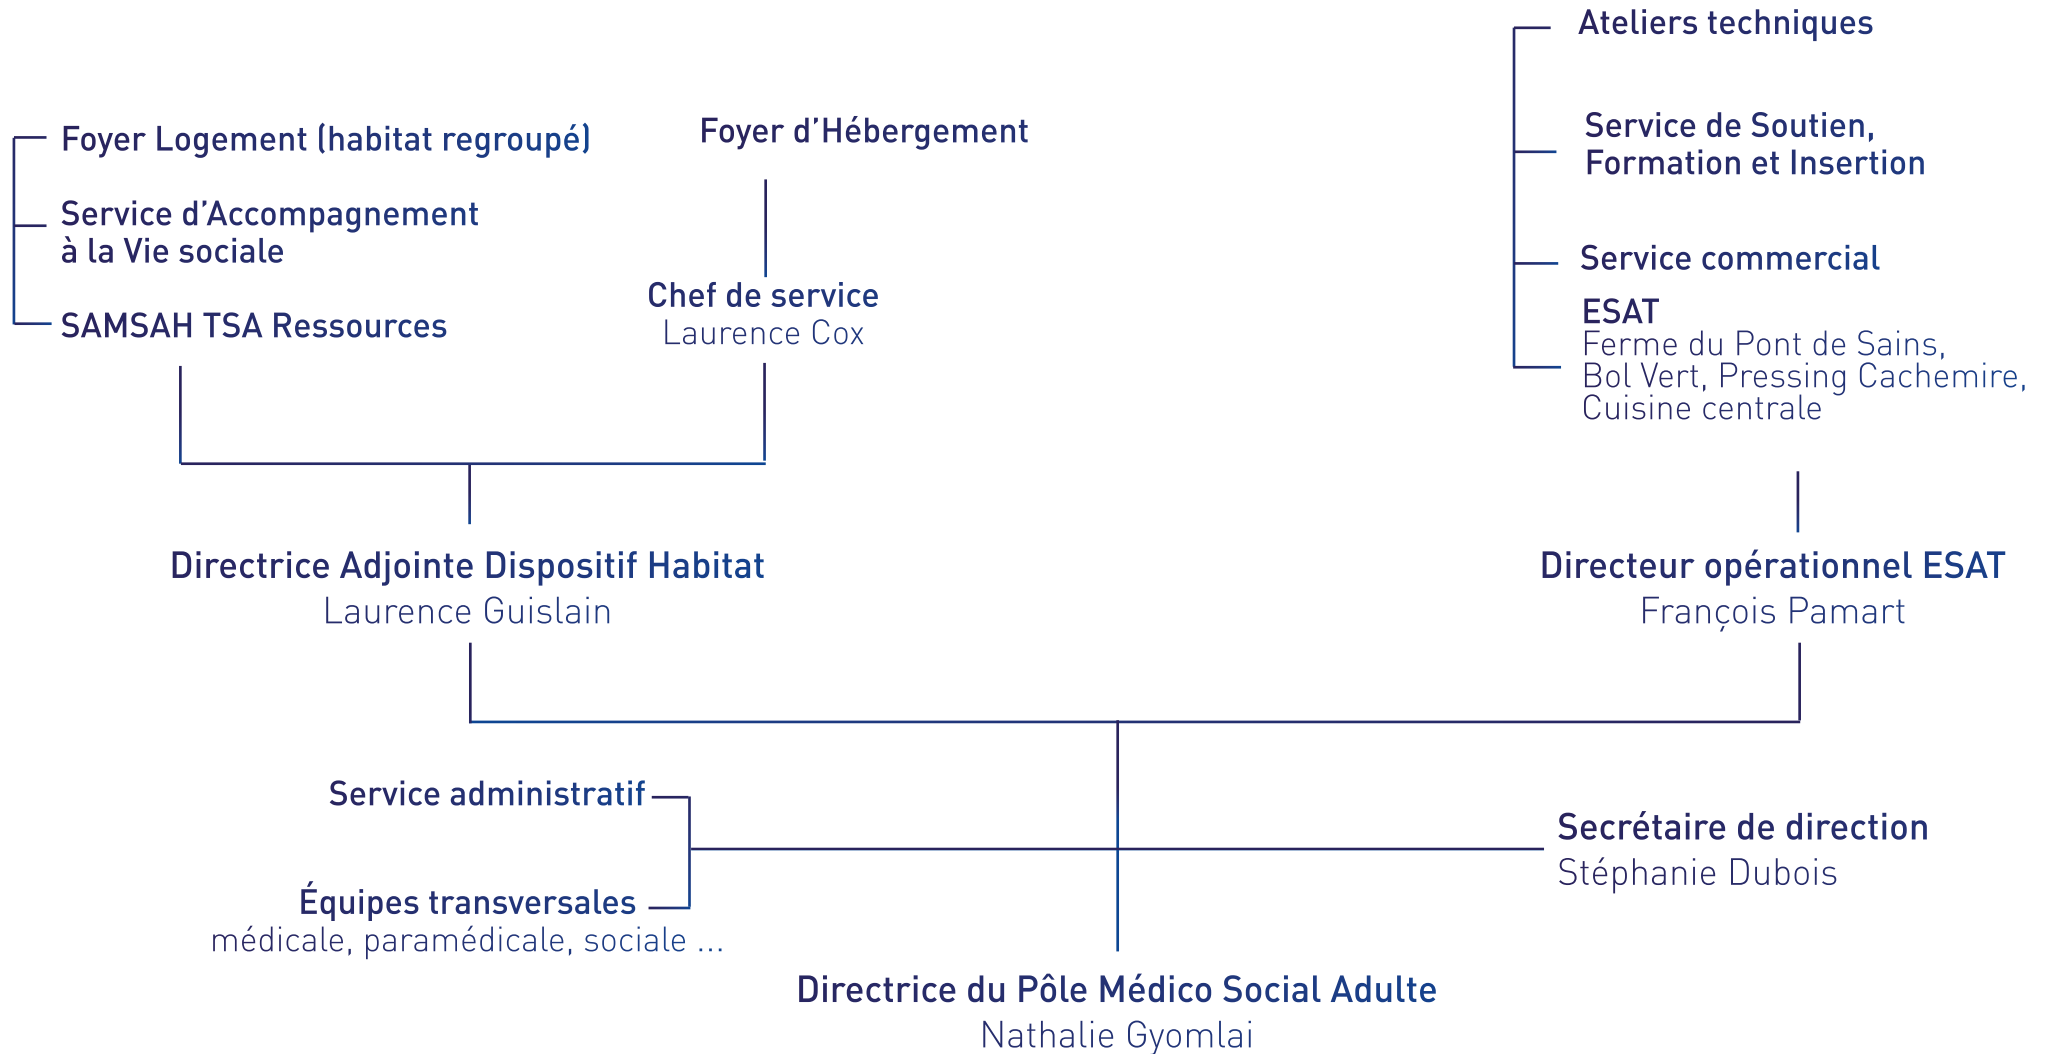 Ateliers techniques
Foyer Logement (habitat regroupé)
Service d’Accompagnement
à la Vie sociale
SAMSAH TSA Ressources
Foyer d’Hébergement
Chef de service
Laurence Cox
Service de Soutien,
Formation et Insertion
Service commercial
ESAT
Ferme du Pont de Sains,
Bol Vert, Pressing Cachemire,
Cuisine centrale
Directrice Adjointe Dispositif Habitat
Laurence Guislain
Directeur opérationnel ESAT
François Pamart
Service administratif
Équipes transversales
médicale, paramédicale, sociale ...
Secrétaire de direction
Stéphanie Dubois
Directrice du Pôle Médico Social Adulte
Nathalie Gyomlai